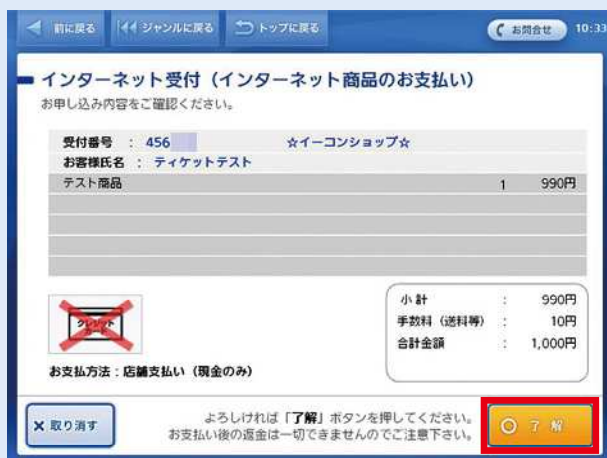 前に戻る ジャンルに戻る トップに戻る お問合せ 10:33
インターネット受付（インターネット商品のお支払い）
お申し込み内容をご確認ください。
受付番号 : 456 ☆イーコンショップ☆
お客様氏名 : ティケットテスト
テスト商品 1 990円
小計 : 990円
手数料（送料等） : 10円
合計金額 : 1,000円
クレジット
カード
お支払方法：店舗支払い（現金のみ）
× 取り消す
よろしければ「了解」ボタンを押してください。
お支払い後の返金は一切できませんのでご注意下さい。
○ 了解